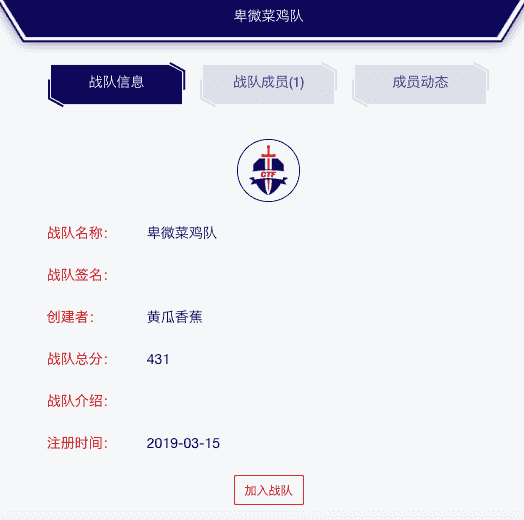 卑微菜鸡队
战队信息 战队成员(1) 成员动态
CTF
战队名称: 卑微菜鸡队
战队签名:
创建者: 黄瓜香蕉
战队总分: 431
战队介绍:
注册时间: 2019-03-15
加入战队